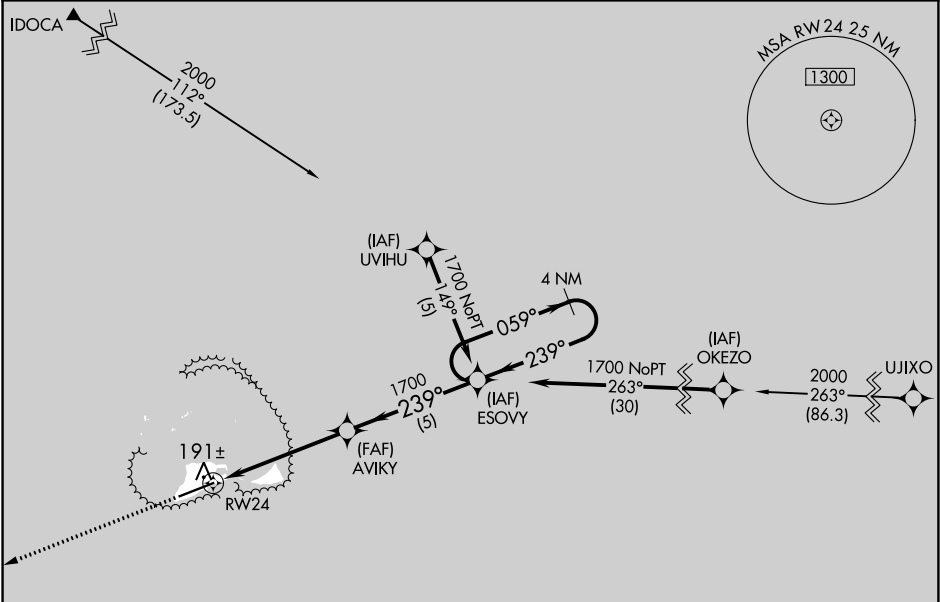 IDOCA
2000
112°
(173.5)
MSA RW24 25 NM
1300
(IAF)
UVIHU
1700 NoPT
149°
(5)
4 NM
059°
239°
(IAF)
ESOVY
1700 NoPT
263°
(30)
(IAF)
OKEZO
2000
263°
(86.3)
UJIXO
1700
239°
(5)
(FAF)
AVIKY
191±
RW24